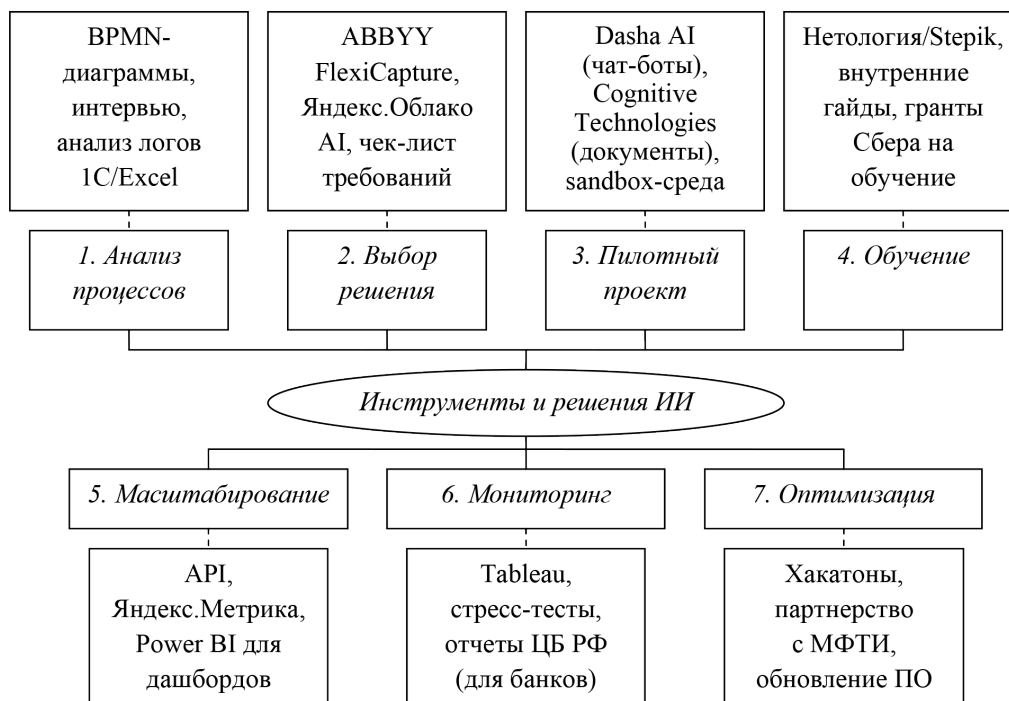 BPMN-
диаграммы,
интервью,
анализ логов
1С/Excel
ABBYY
FlexiCapture,
Яндекс.Облако
AI, чек-лист
требований
Dasha AI
(чат-боты),
Cognitive
Technologies
(документы),
sandbox-среда
Нетология/Stepik,
внутренние
гайды, гранты
Сбера на
обучение
1. Анализ
процессов
2. Выбор
решения
3. Пилотный
проект
4. Обучение
Инструменты и решения ИИ
5. Масштабирование
6. Мониторинг
7. Оптимизация
API,
Яндекс.Метрика,
Power BI для
дашбордов
Tableau,
стресс-тесты,
отчеты ЦБ РФ
(для банков)
Хакатоны,
партнерство
с МФТИ,
обновление ПО